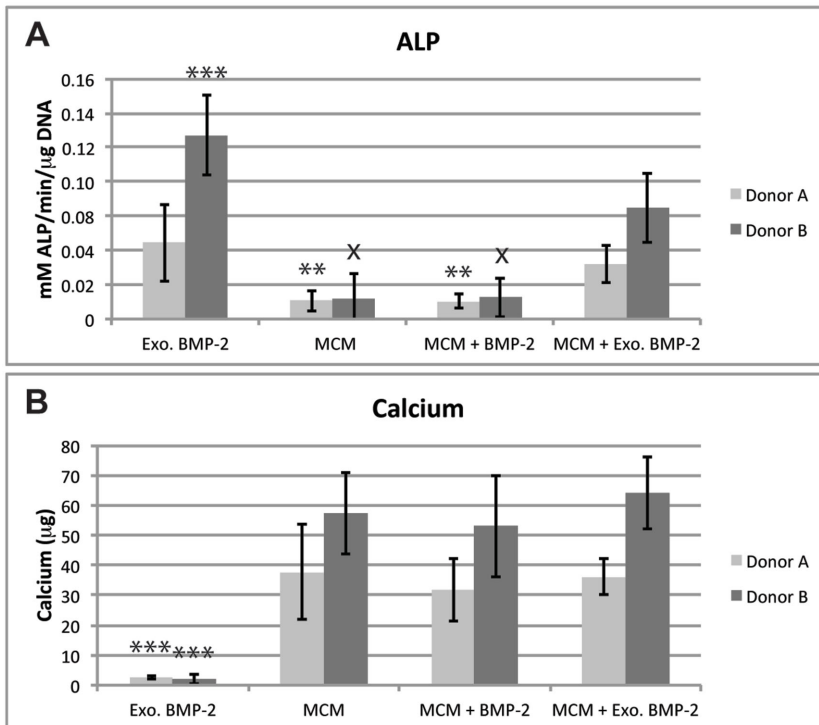 A
ALP
mM ALP/min/μg DNA
0.16
0.14
0.12
0.10
0.08
0.06
0.04
0.02
0
***
**
X
**
X
Exo. BMP-2
MCM
MCM + BMP-2
MCM + Exo. BMP-2
Donor A
Donor B
B
Calcium
Calcium (μg)
80
70
60
50
40
30
20
10
0
***
***
Exo. BMP-2
MCM
MCM + BMP-2
MCM + Exo. BMP-2
Donor A
Donor B